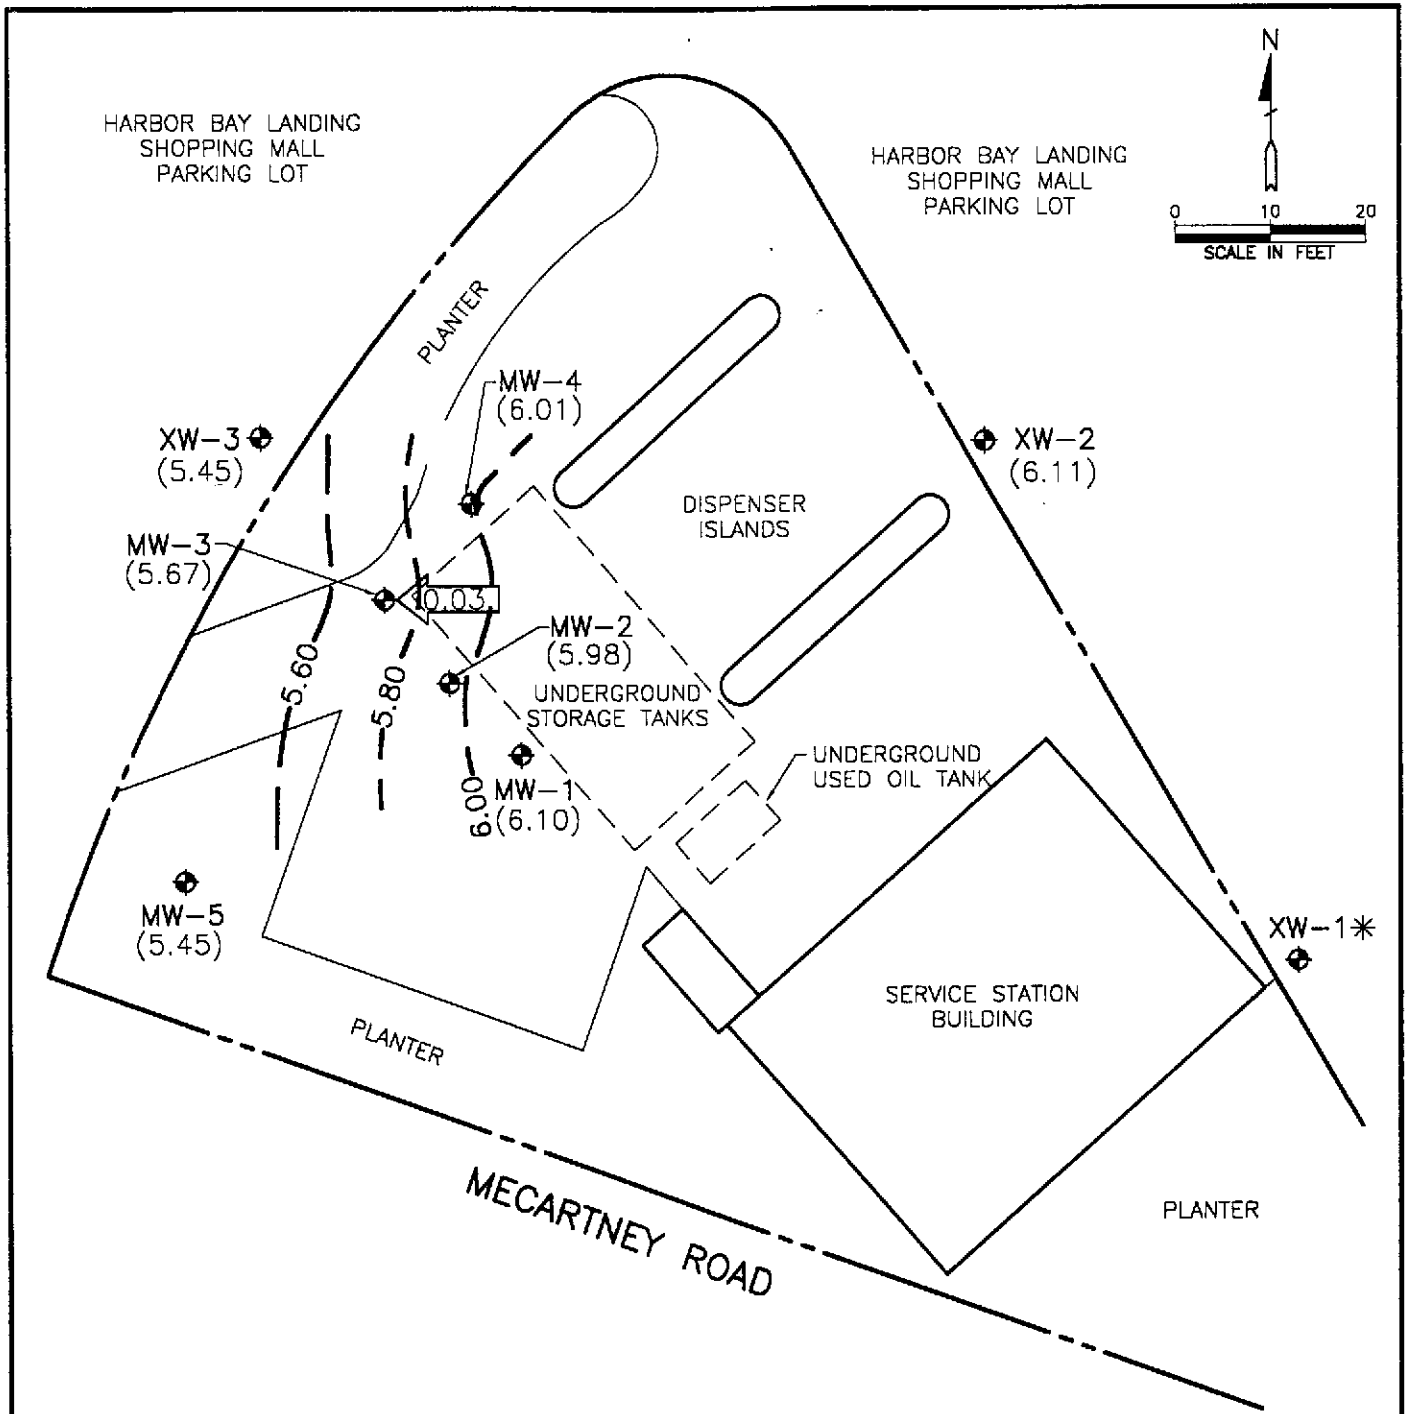 HARBOR BAY LANDING
SHOPPING MALL
PARKING LOT
HARBOR BAY LANDING
SHOPPING MALL
PARKING LOT
N
0 10 20
SCALE IN FEET
PLANTER
MW-4
(6.01)
XW-3
(5.45)
XW-2
(6.11)
DISPENSER
ISLANDS
MW-3
(5.67)
0.03
MW-2
(5.98)
5.60
5.80
6.00
UNDERGROUND
STORAGE TANKS
UNDERGROUND
USED OIL TANK
MW-1
(6.10)
MW-5
(5.45)
XW-1*
SERVICE STATION
BUILDING
PLANTER
MECARTNEY ROAD
PLANTER